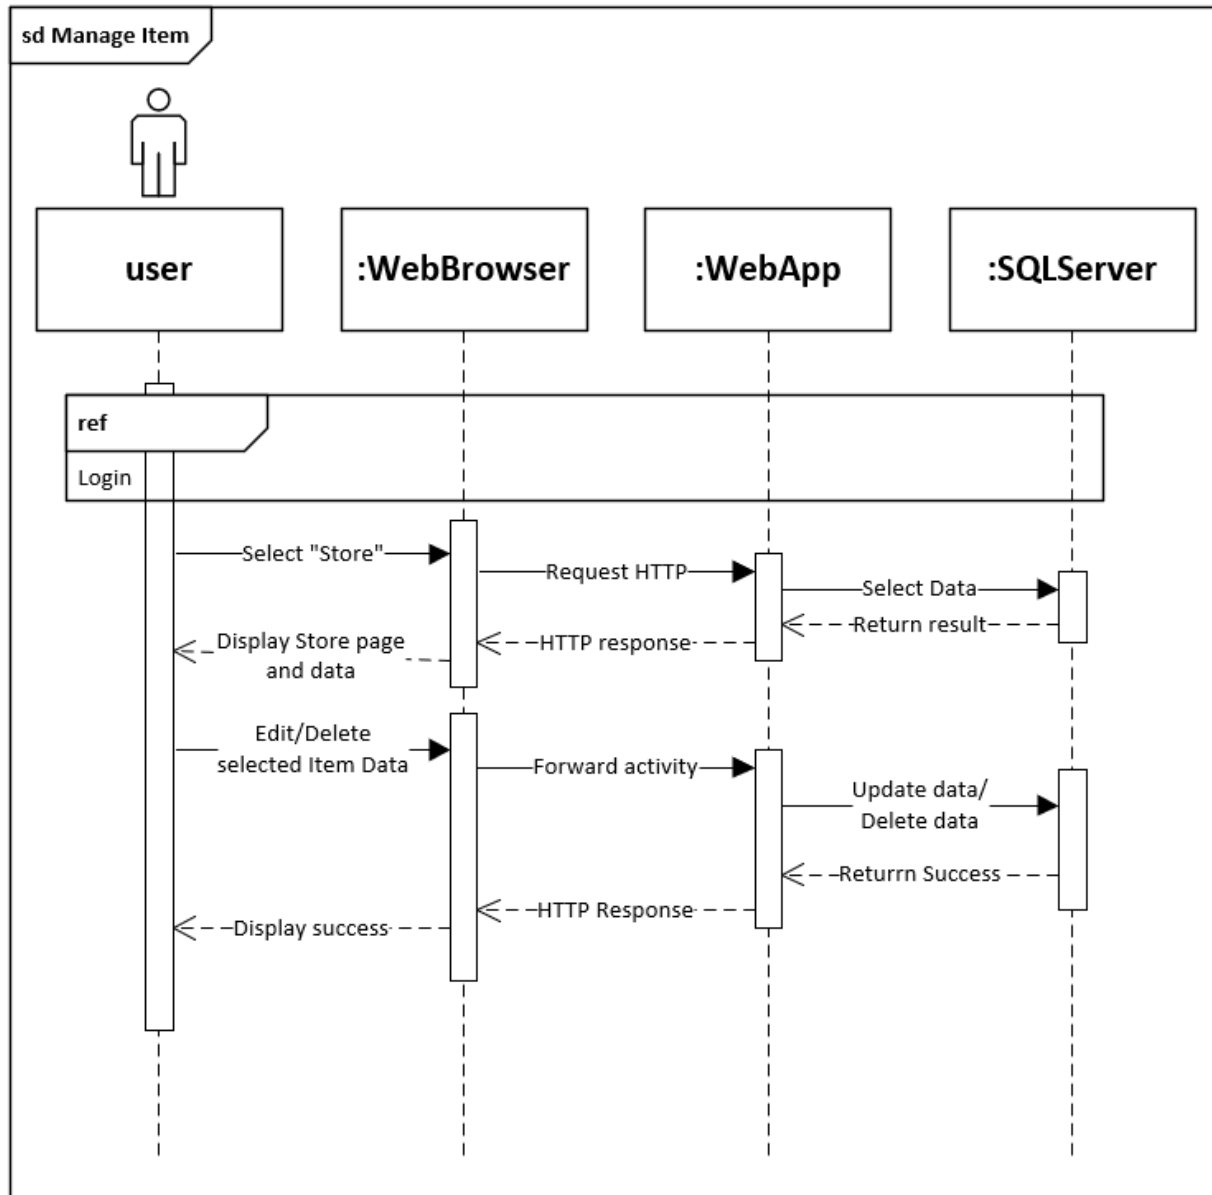 sd Manage Item
user
:WebBrowser
:WebApp
:SQLServer
ref
Login
Select "Store"
Request HTTP
Select Data
Return result
HTTP response
Display Store page
and data
Edit/Delete
selected Item Data
Forward activity
Update data/
Delete data
Returrn Success
HTTP Response
Display success